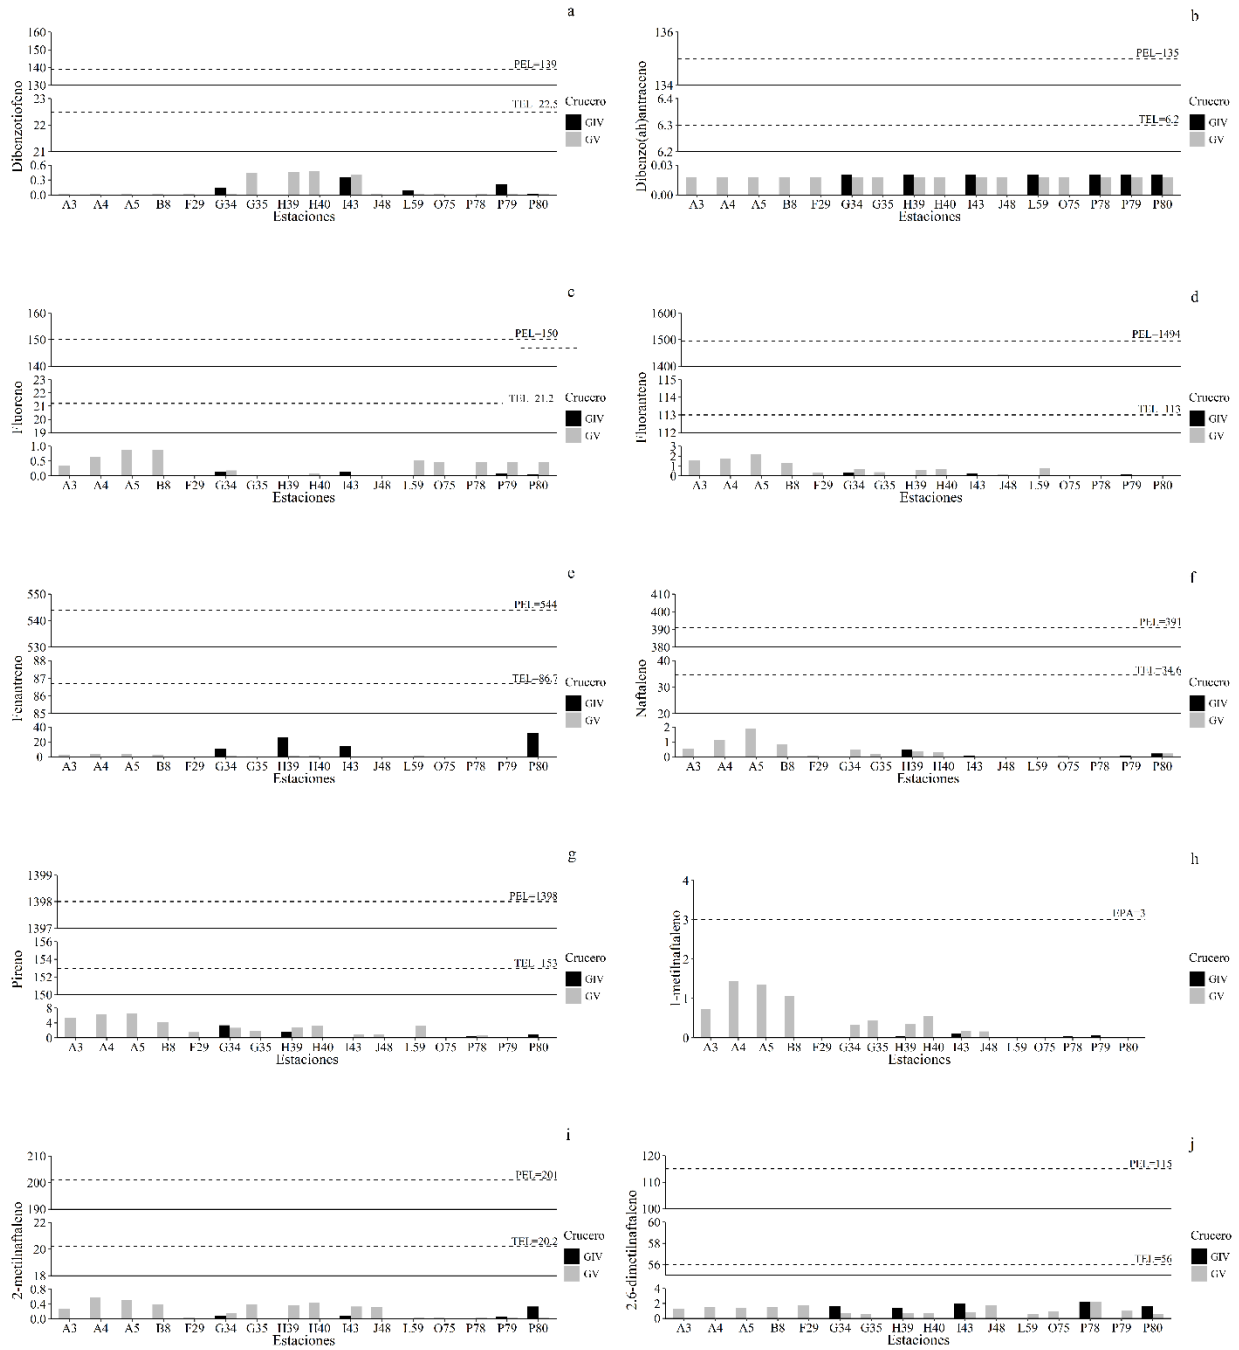 a
160
150
140
130
PEL=139
23
22
21
TEL=22.5
0.6
0.3
0.0
Dibenzotiofeno
A3 A4 A5 B8 F29 G34 G35 H39 H40 I43 J48 L59 O75 P78 P79 P80
Estaciones
Crucero
GIV
GV
b
136
134
PEL=135
6.4
6.3
6.2
TEL=6.2
0.03
0.00
Dibenzo(ah)antraceno
A3 A4 A5 B8 F29 G34 G35 H39 H40 I43 J48 L59 O75 P78 P79 P80
Estaciones
Crucero
GIV
GV
c
160
150
140
PEL=150
23
22
21
20
19
TEL=21.2
1.0
0.5
0.0
Fluoreno
A3 A4 A5 B8 F29 G34 G35 H39 H40 I43 J48 L59 O75 P78 P79 P80
Estaciones
Crucero
GIV
GV
d
1600
1500
1400
PEL=1494
115
114
113
112
TEL=113
3
2
1
0
Fluoranteno
A3 A4 A5 B8 F29 G34 G35 H39 H40 I43 J48 L59 O75 P78 P79 P80
Estaciones
Crucero
GIV
GV
e
550
540
530
PEL=544
88
87
86
85
TEL=86.7
40
20
0
Fenantreno
A3 A4 A5 B8 F29 G34 G35 H39 H40 I43 J48 L59 O75 P78 P79 P80
Estaciones
Crucero
GIV
GV
f
410
400
390
380
PEL=391
40
30
20
TEL=34.6
2
1
0
Naftaleno
A3 A4 A5 B8 F29 G34 G35 H39 H40 I43 J48 L59 O75 P78 P79 P80
Estaciones
Crucero
GIV
GV
g
1399
1398
1397
PEL=1398
156
154
152
150
TEL=153
8
4
0
Pireno
A3 A4 A5 B8 F29 G34 G35 H39 H40 I43 J48 L59 O75 P78 P79 P80
Estaciones
Crucero
GIV
GV
h
4
3
2
1
0
EPA=3
1-metilnaftaleno
A3 A4 A5 B8 F29 G34 G35 H39 H40 I43 J48 L59 O75 P78 P79 P80
Estaciones
Crucero
GIV
GV
i
210
200
190
PEL=201
22
20
18
TEL=20.2
0.8
0.4
0.0
2-metilnaftaleno
A3 A4 A5 B8 F29 G34 G35 H39 H40 I43 J48 L59 O75 P78 P79 P80
Estaciones
Crucero
GIV
GV
j
120
110
100
PEL=115
60
58
56
TEL=56
4
2
0
2.6-dimetilnaftaleno
A3 A4 A5 B8 F29 G34 G35 H39 H40 I43 J48 L59 O75 P78 P79 P80
Estaciones
Crucero
GIV
GV